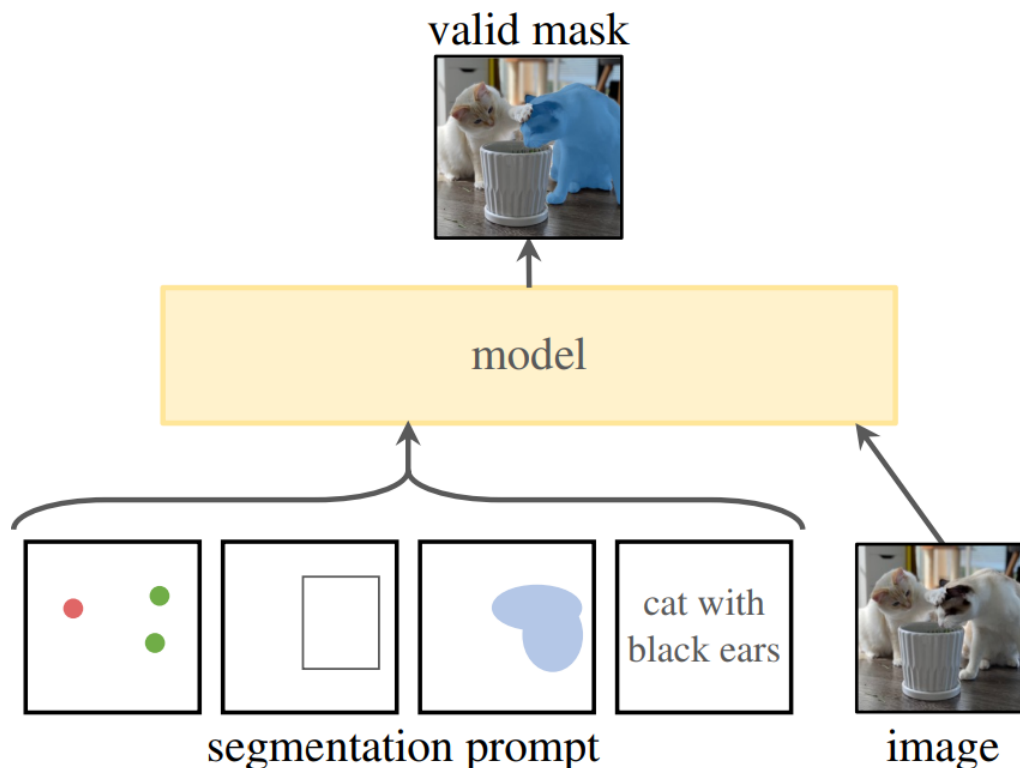 valid mask
model
cat with
black ears
segmentation prompt
image